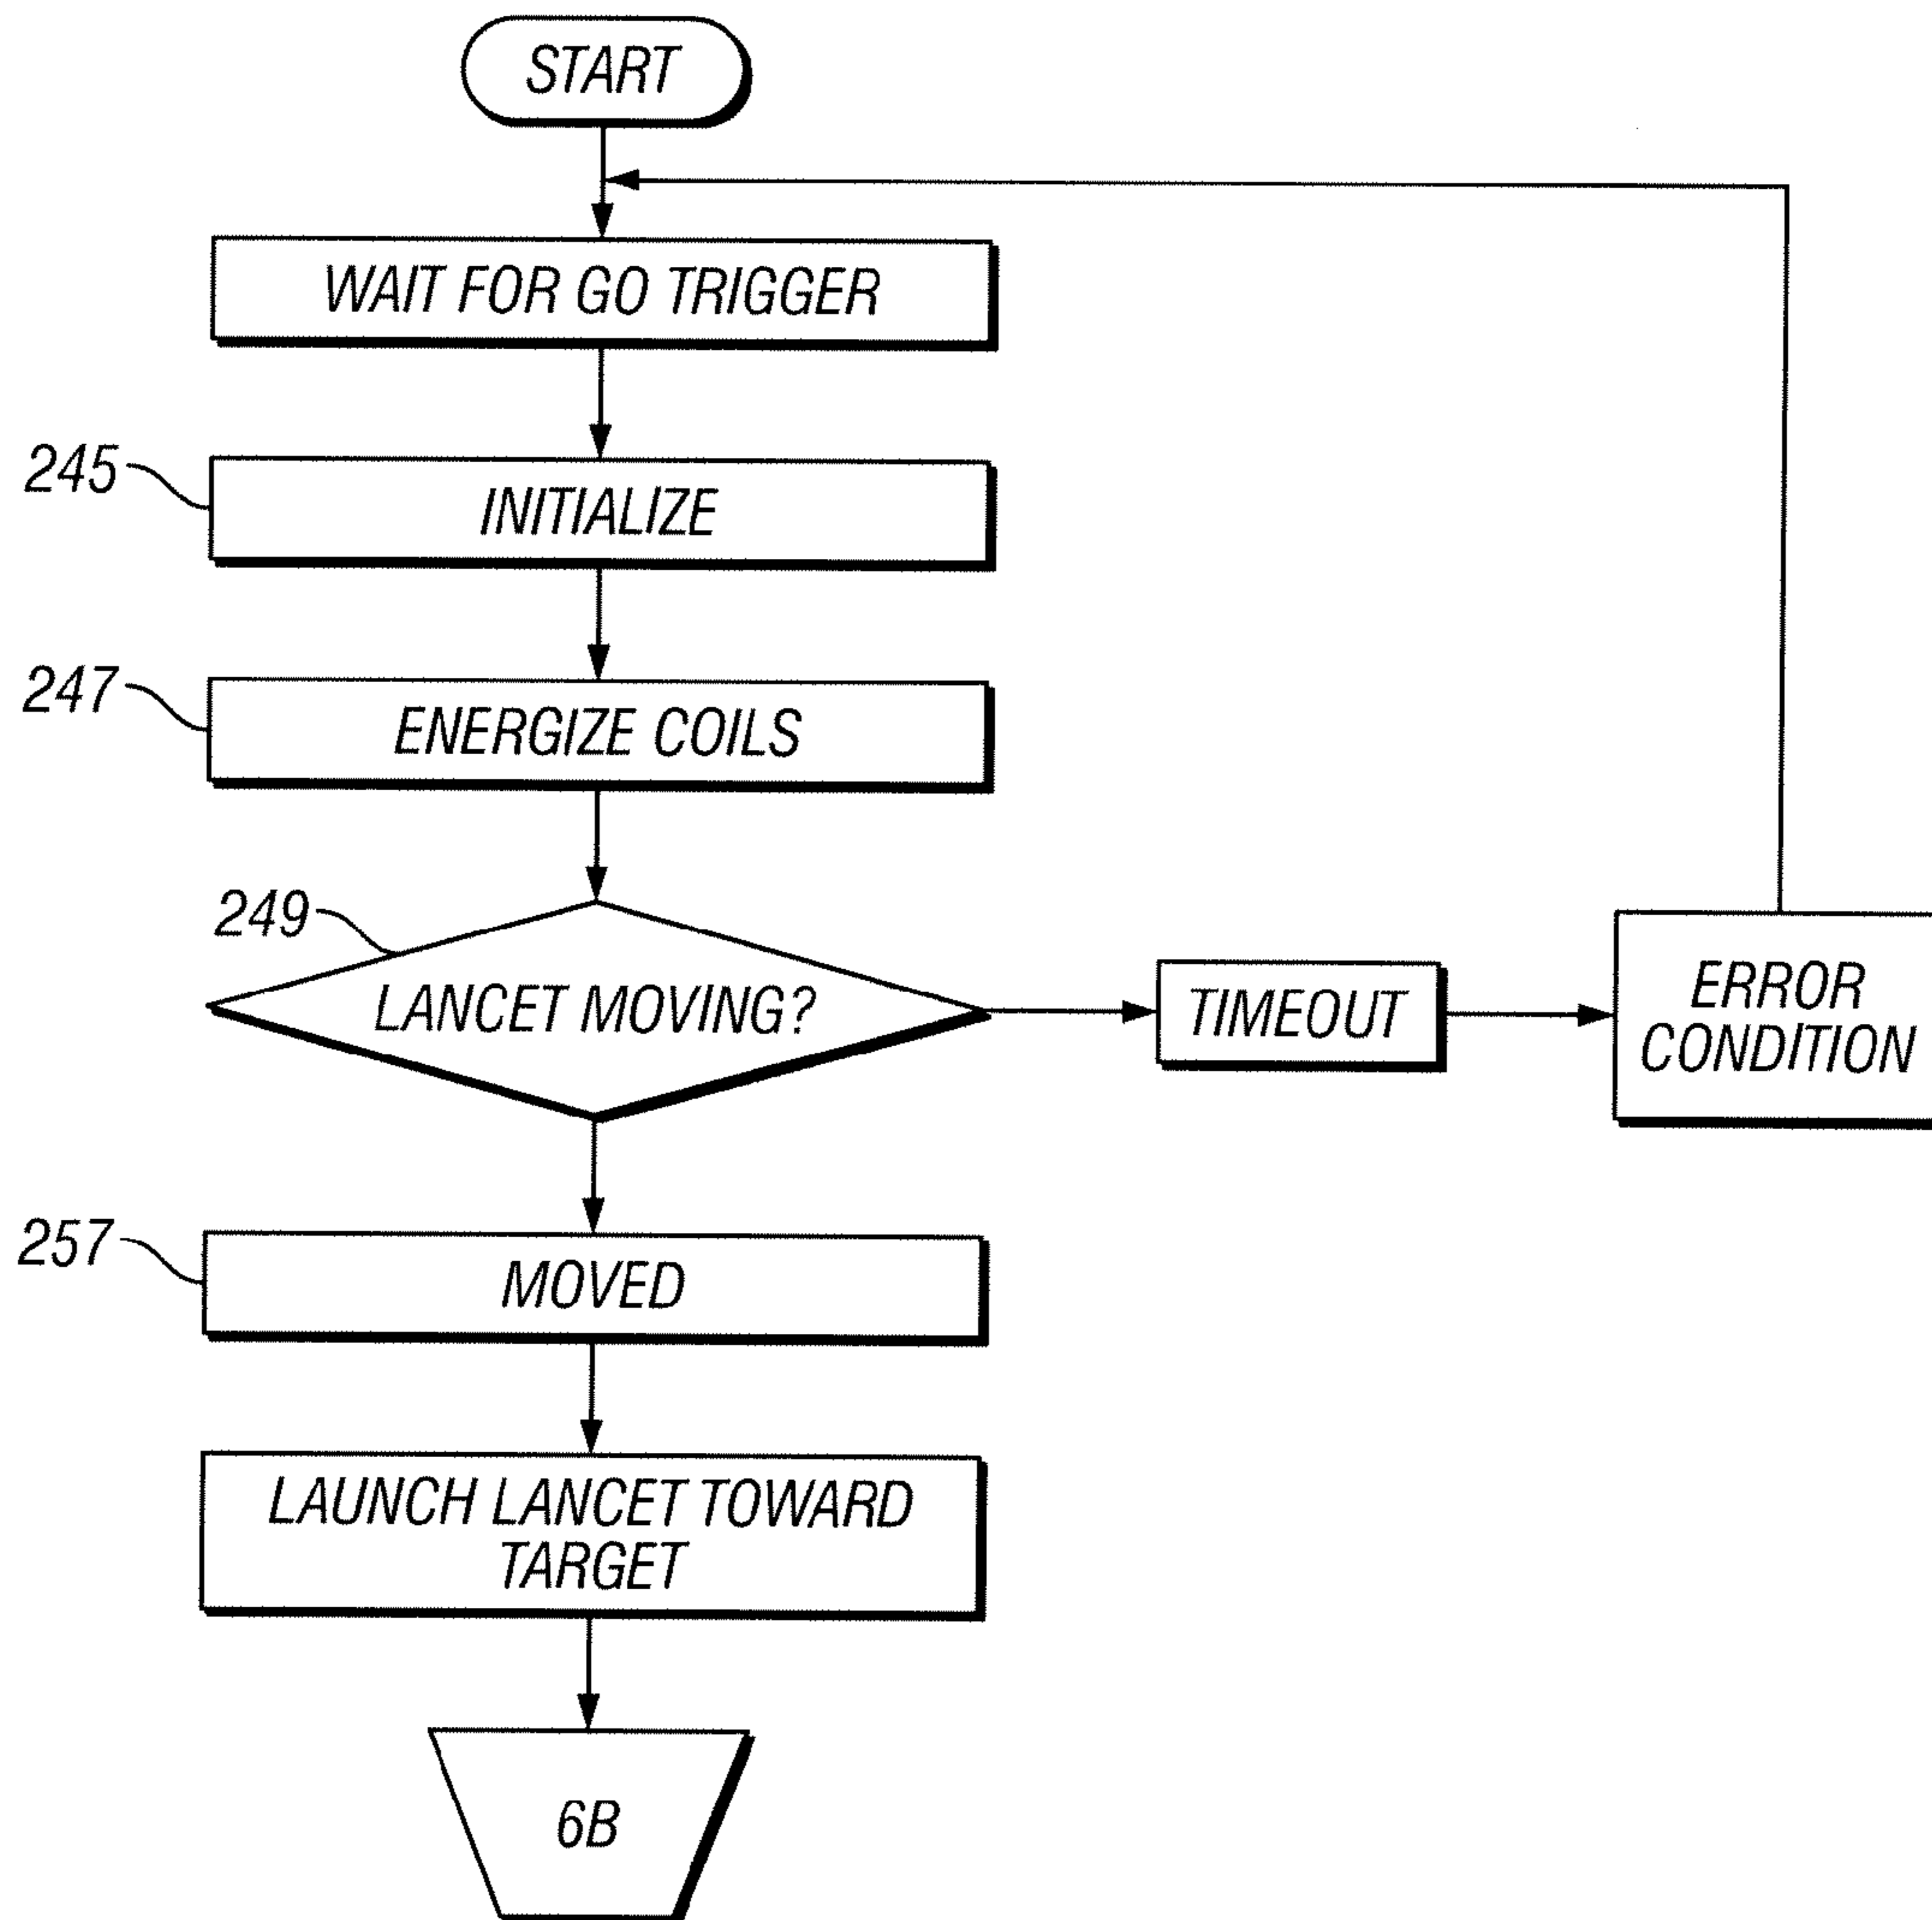 START
WAIT FOR GO TRIGGER
245
INITIALIZE
247
ENERGIZE COILS
249
LANCET MOVING?
TIMEOUT
ERROR
CONDITION
257
MOVED
LAUNCH LANCET TOWARD
TARGET
6B